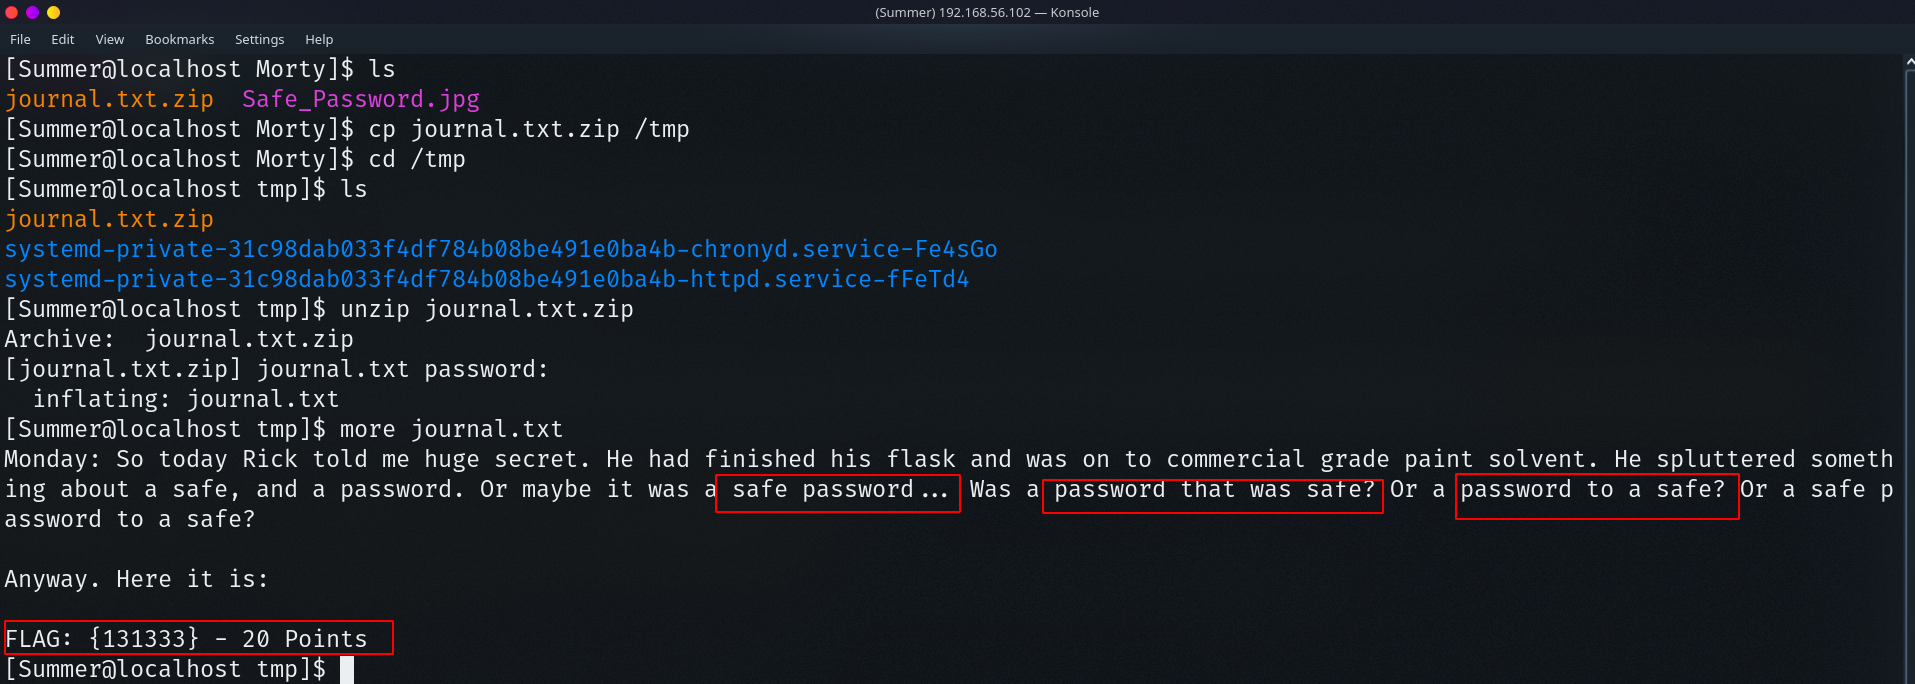 (Summer) 192.168.56.102 — Konsole
File Edit View Bookmarks Settings Help
[Summer@localhost Morty]$ ls
journal.txt.zip  Safe_Password.jpg
[Summer@localhost Morty]$ cp journal.txt.zip /tmp
[Summer@localhost Morty]$ cd /tmp
[Summer@localhost tmp]$ ls
journal.txt.zip
systemd-private-31c98dab033f4df784b08be491e0ba4b-chronyd.service-Fe4sGo
systemd-private-31c98dab033f4df784b08be491e0ba4b-httpd.service-fFeTd4
[Summer@localhost tmp]$ unzip journal.txt.zip
Archive:  journal.txt.zip
[journal.txt.zip] journal.txt password:
  inflating: journal.txt
[Summer@localhost tmp]$ more journal.txt
Monday: So today Rick told me huge secret. He had finished his flask and was on to commercial grade paint solvent. He spluttered someth
ing about a safe, and a password. Or maybe it was a safe password... Was a password that was safe? Or a password to a safe? Or a safe p
assword to a safe?
Anyway. Here it is:
FLAG: {131333} - 20 Points
[Summer@localhost tmp]$